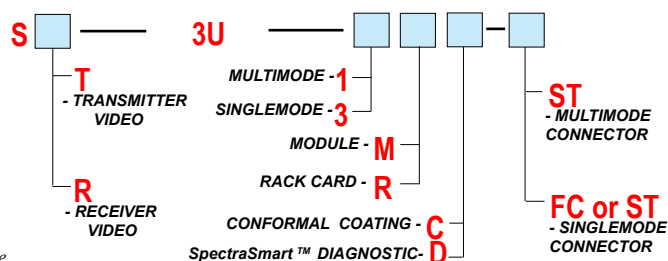 S 3U -
T
- TRANSMITTER
VIDEO
R
- RECEIVER
VIDEO
MULTIMODE - 1
SINGLEMODE - 3
MODULE - M
RACK CARD - R
CONFORMAL COATING - C
SpectraSmart ™ DIAGNOSTIC- D
ST
- MULTIMODE
CONNECTOR
FC or ST
- SINGLEMODE
CONNECTOR
e